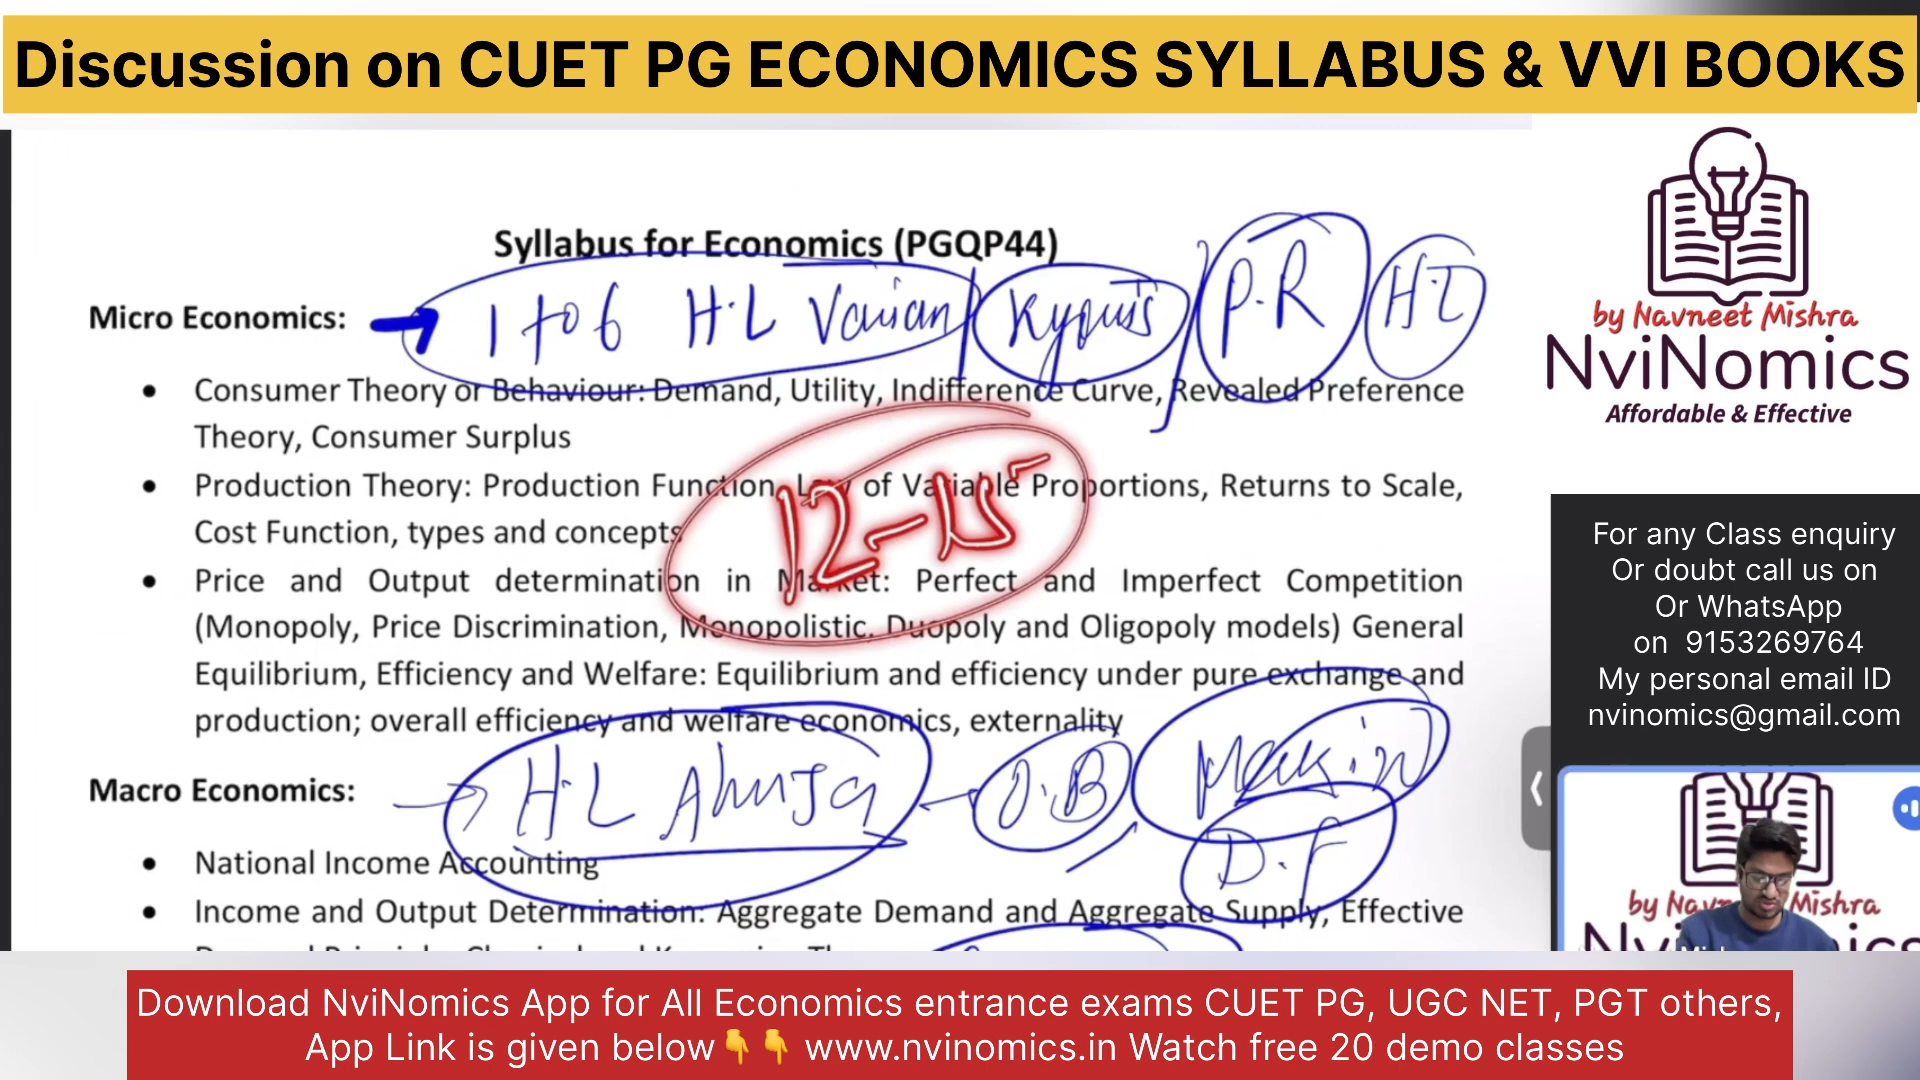 Discussion on CUET PG ECONOMICS SYLLABUS & VVI BOOKS
Syllabus for Economics (PGQP44)
Micro Economics:
1 to 6 H.L Varian
P.R
• Consumer Theory or Behaviour: Demand, Utility, Indifference Curve, Revealed Preference
Theory, Consumer Surplus
• Production Theory: Production Function, Law of Variable Proportions, Returns to Scale,
Cost Function, types and concepts
12-15
• Price and Output determination in Market: Perfect and Imperfect Competition
(Monopoly, Price Discrimination, Monopolistic. Duopoly and Oligopoly models) General
Equilibrium, Efficiency and Welfare: Equilibrium and efficiency under pure exchange and
production; overall efficiency and welfare economics, externality
Macro Economics:
H.L Ahuja
O.B
D.F
• National Income Accounting
• Income and Output Determination: Aggregate Demand and Aggregate Supply, Effective
by Navneet Mishra
NviNomics
Affordable & Effective
For any Class enquiry
Or doubt call us on
Or WhatsApp
on 9153269764
My personal email ID
nvinomics@gmail.com
Download NviNomics App for All Economics entrance exams CUET PG, UGC NET, PGT others,
App Link is given below👇👇 www.nvinomics.in Watch free 20 demo classes